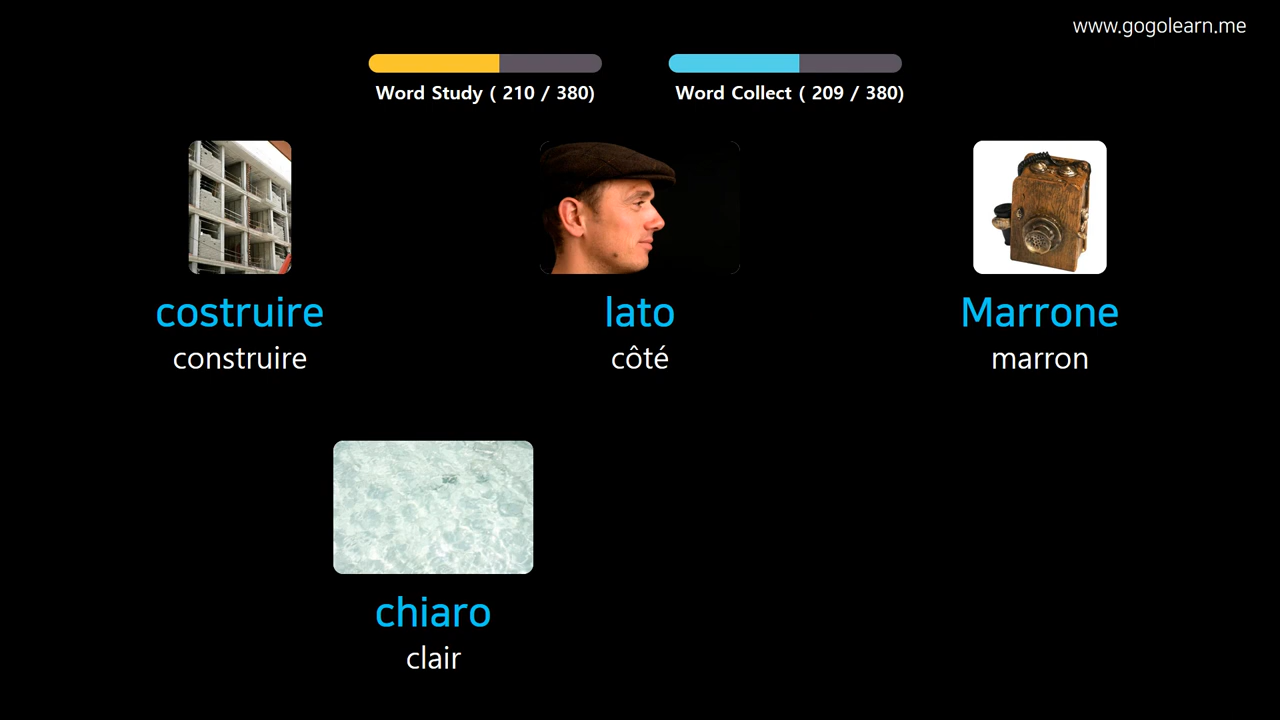 www.gogolearn.me
Word Study ( 210 / 380)
Word Collect ( 209 / 380)
costruire
construire
lato
côté
Marrone
marron
chiaro
clair